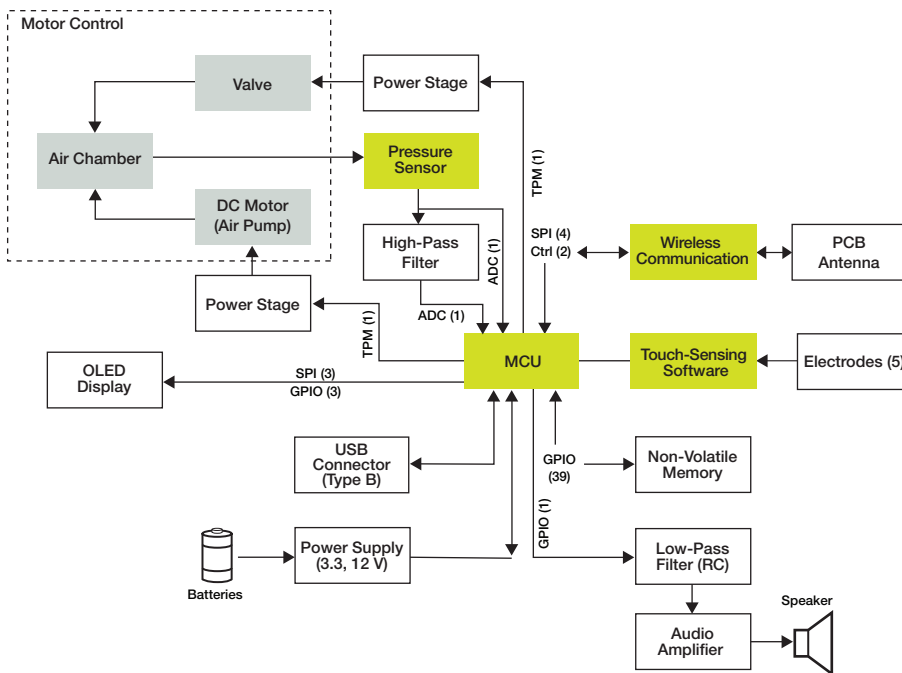 Motor Control
Valve
Power Stage
Air Chamber
Pressure
Sensor
TPM (1)
DC Motor
(Air Pump)
High-Pass
Filter
ADC (1)
SPI (4)
Ctrl (2)
Wireless
Communication
PCB
Antenna
Power Stage
ADC (1)
TPM (1)
OLED
Display
SPI (3)
GPIO (3)
MCU
Touch-Sensing
Software
Electrodes (5)
USB
Connector
(Type B)
GPIO
(39)
Non-Volatile
Memory
GPIO (1)
Batteries
Power Supply
(3.3, 12 V)
Low-Pass
Filter (RC)
Speaker
Audio
Amplifier